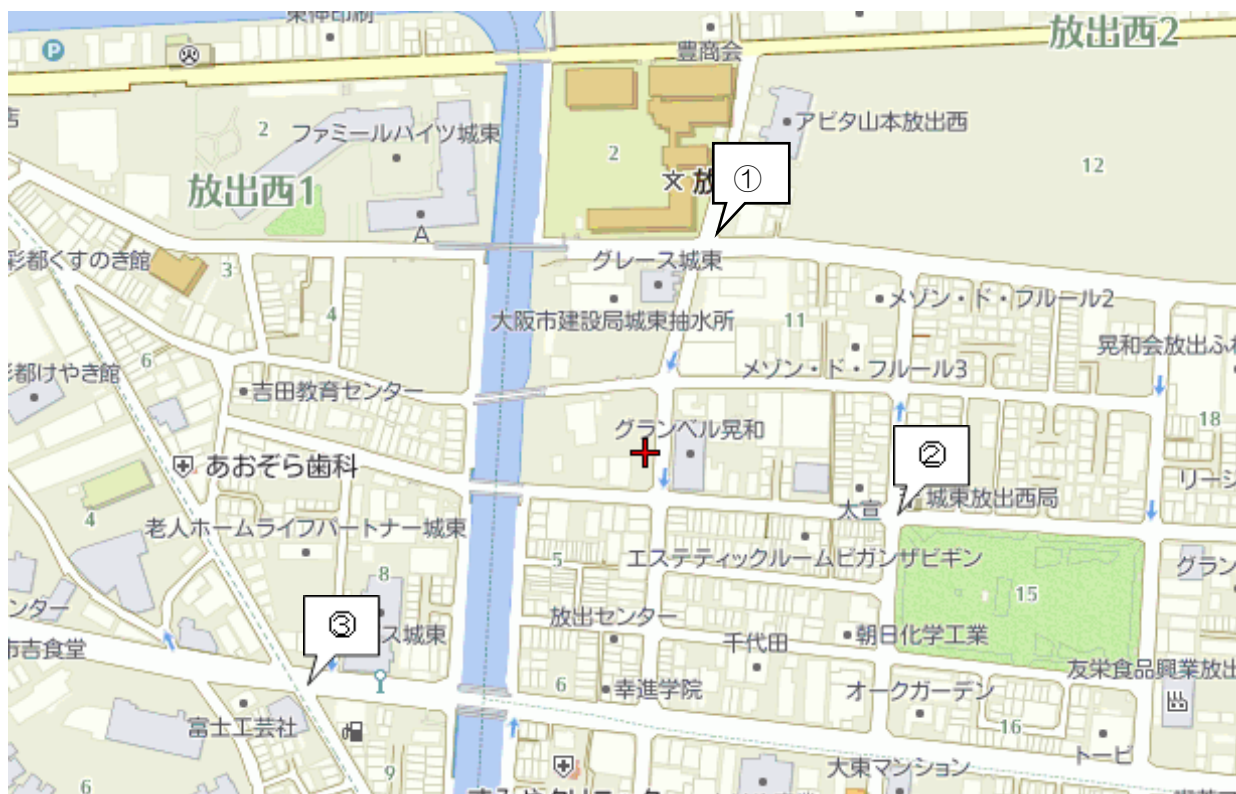 東神印刷
豊商会
放出西2
ファミールハイツ城東
アビタ山本放出西
放出西1
2
2
12
①
放
A
店
彩都くすのき館
3
グレース城東
メゾン・ド・フルール2
大阪市建設局城東抽水所
11
4
6
晃和会放出ふれ
彩都けやき館
吉田教育センター
メゾン・ド・フルール3
18
グランベル晃和
②
あおぞら歯科
リーシ
4
城東放出西局
太宣
老人ホームライフパートナー城東
5
エステティックルームビガンザビギン
グラン
8
15
ンター
③
ス城東
放出センター
千代田
朝日化学工業
市吉食堂
友栄食品興業放出
6
幸進学院
オークガーデン
富士工芸社
16
トービ
9
大東マンション
6